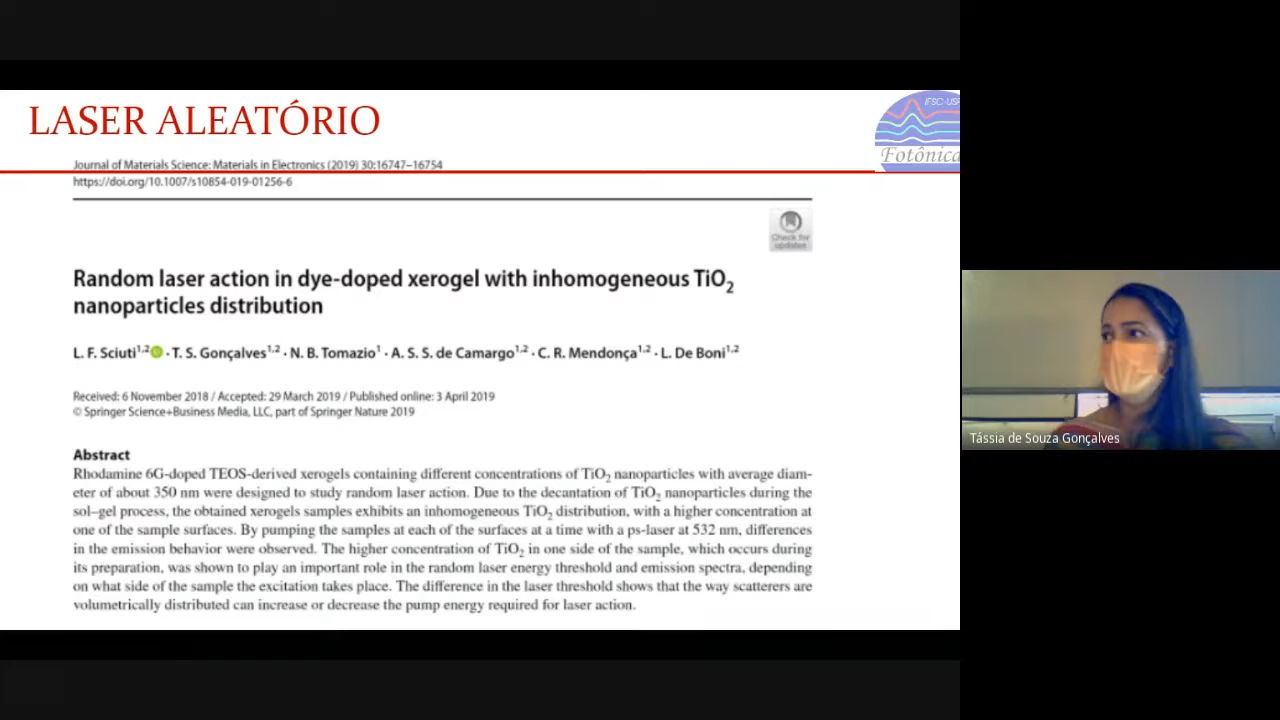 LASER ALEATÓRIO
IFSC-USP
Fotônica
Journal of Materials Science: Materials in Electronics (2019) 30:16747–16754
https://doi.org/10.1007/s10854-019-01256-6
Check for
updates
Random laser action in dye-doped xerogel with inhomogeneous TiO₂
nanoparticles distribution
L. F. Sciuti¹,² iD · T. S. Gonçalves¹,² · N. B. Tomazio¹ · A. S. S. de Camargo¹,² · C. R. Mendonça¹,² · L. De Boni¹,²
Received: 6 November 2018 / Accepted: 29 March 2019 / Published online: 3 April 2019
© Springer Science+Business Media, LLC, part of Springer Nature 2019
Abstract
Rhodamine 6G-doped TEOS-derived xerogels containing different concentrations of TiO₂ nanoparticles with average diam-
eter of about 350 nm were designed to study random laser action. Due to the decantation of TiO₂ nanoparticles during the
sol–gel process, the obtained xerogels samples exhibits an inhomogeneous TiO₂ distribution, with a higher concentration at
one of the sample surfaces. By pumping the samples at each of the surfaces at a time with a ps-laser at 532 nm, differences
in the emission behavior were observed. The higher concentration of TiO₂ in one side of the sample, which occurs during
its preparation, was shown to play an important role in the random laser energy threshold and emission spectra, depending
on what side of the sample the excitation takes place. The difference in the laser threshold shows that the way scatterers are
volumetrically distributed can increase or decrease the pump energy required for laser action.
Tássia de Souza Gonçalves